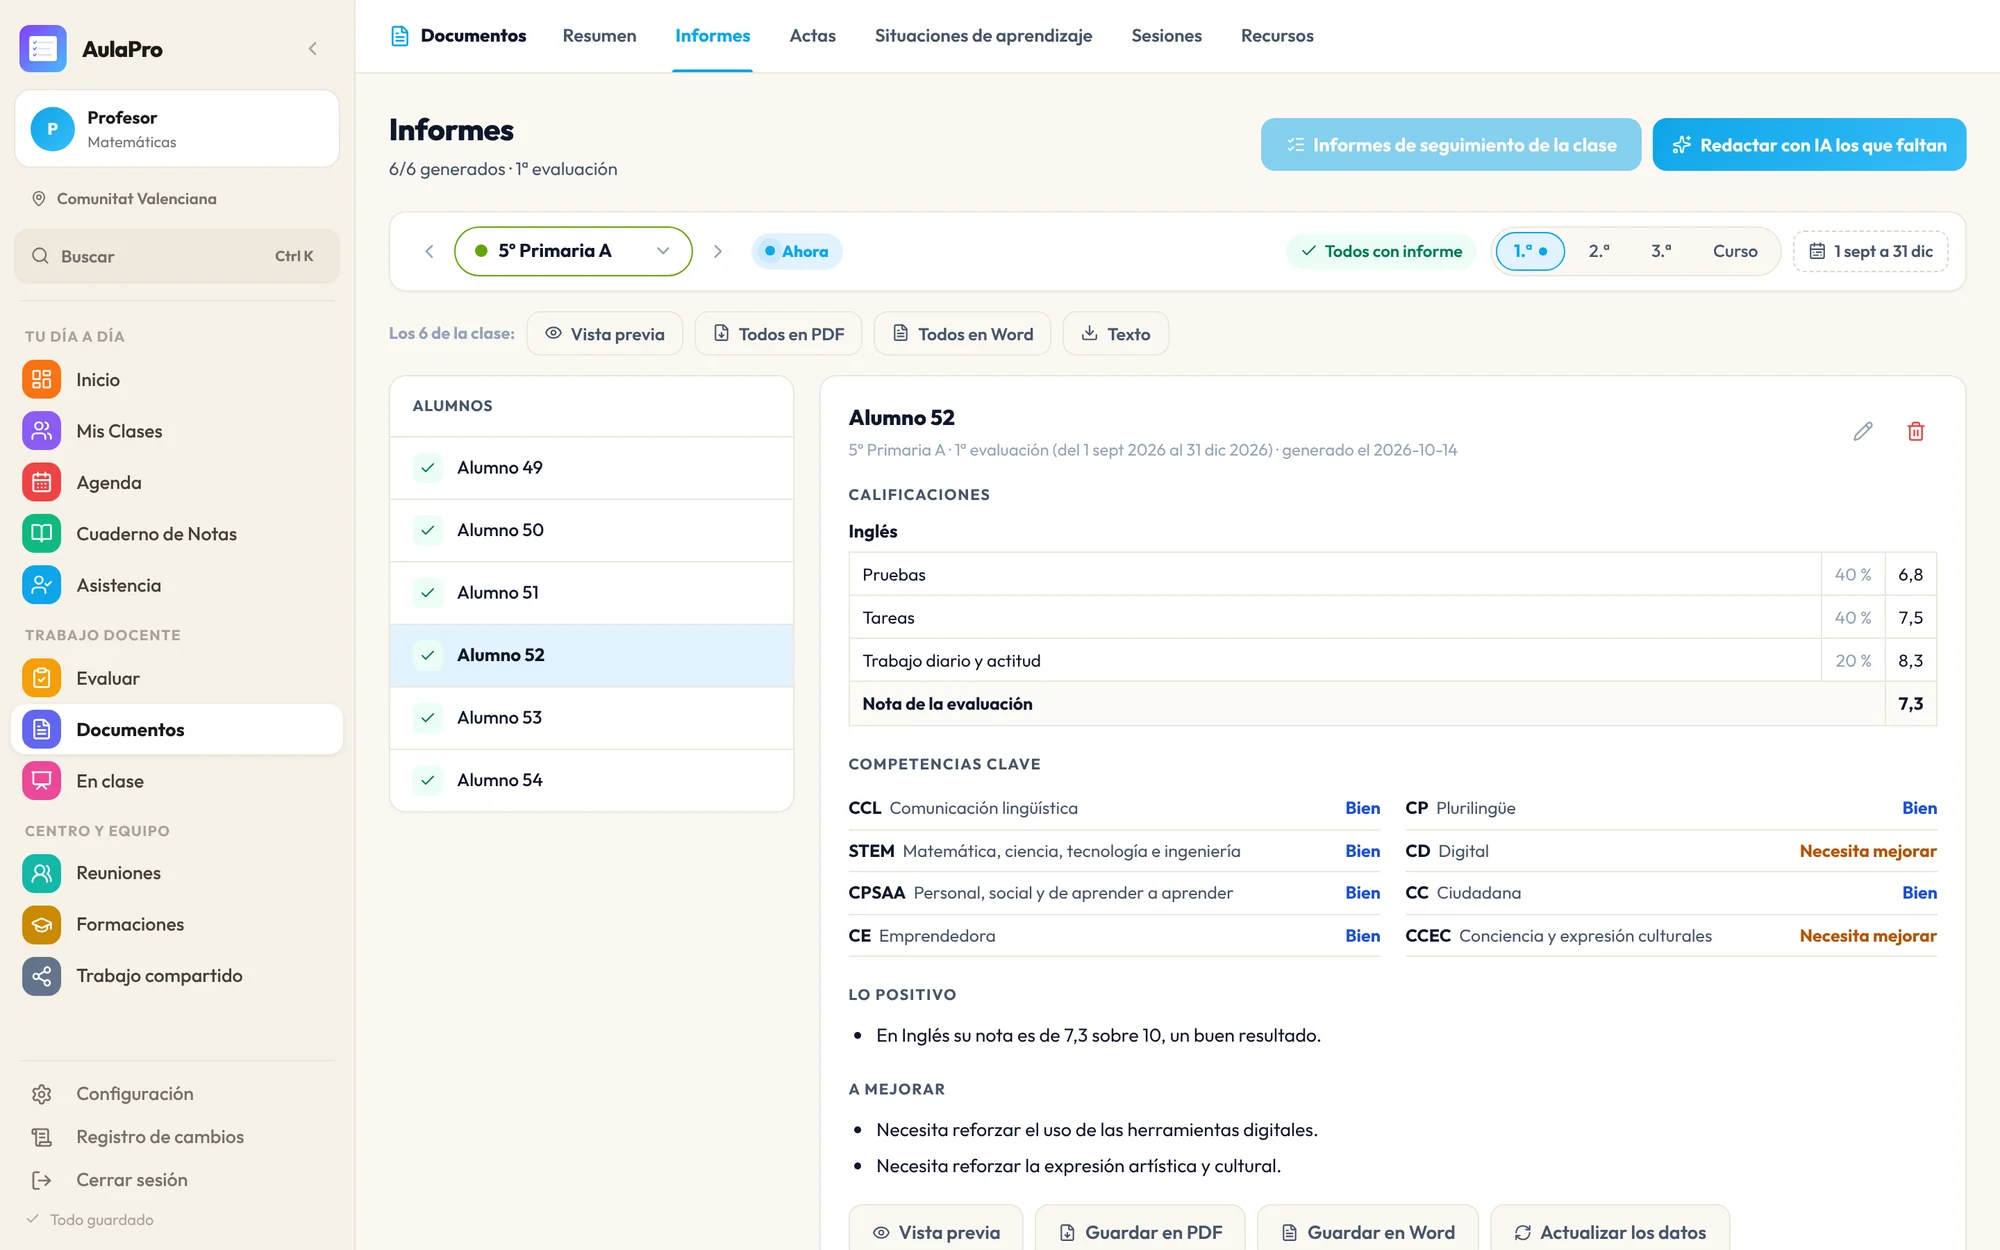 AulaPro
P
Profesor
Matemáticas
Comunitat Valenciana
Buscar Ctrl K
TU DÍA A DÍA
Inicio
Mis Clases
Agenda
Cuaderno de Notas
Asistencia
TRABAJO DOCENTE
Evaluar
Documentos
En clase
CENTRO Y EQUIPO
Reuniones
Formaciones
Trabajo compartido
Configuración
Registro de cambios
Cerrar sesión
Todo guardado
Documentos Resumen Informes Actas Situaciones de aprendizaje Sesiones Recursos
Informes
6/6 generados · 1ª evaluación
Informes de seguimiento de la clase Redactar con IA los que faltan
5º Primaria A Ahora Todos con informe 1.ª 2.ª 3.ª Curso 1 sept a 31 dic
Los 6 de la clase: Vista previa Todos en PDF Todos en Word Texto
ALUMNOS
Alumno 49
Alumno 50
Alumno 51
Alumno 52
Alumno 53
Alumno 54
Alumno 52
5º Primaria A · 1ª evaluación (del 1 sept 2026 al 31 dic 2026) · generado el 2026-10-14
CALIFICACIONES
Inglés
Pruebas 40 % 6,8
Tareas 40 % 7,5
Trabajo diario y actitud 20 % 8,3
Nota de la evaluación 7,3
COMPETENCIAS CLAVE
CCL Comunicación lingüística Bien CP Plurilingüe Bien
STEM Matemática, ciencia, tecnología e ingeniería Bien CD Digital Necesita mejorar
CPSAA Personal, social y de aprender a aprender Bien CC Ciudadana Bien
CE Emprendedora Bien CCEC Conciencia y expresión culturales Necesita mejorar
LO POSITIVO
• En Inglés su nota es de 7,3 sobre 10, un buen resultado.
A MEJORAR
• Necesita reforzar el uso de las herramientas digitales.
• Necesita reforzar la expresión artística y cultural.
Vista previa Guardar en PDF Guardar en Word Actualizar los datos